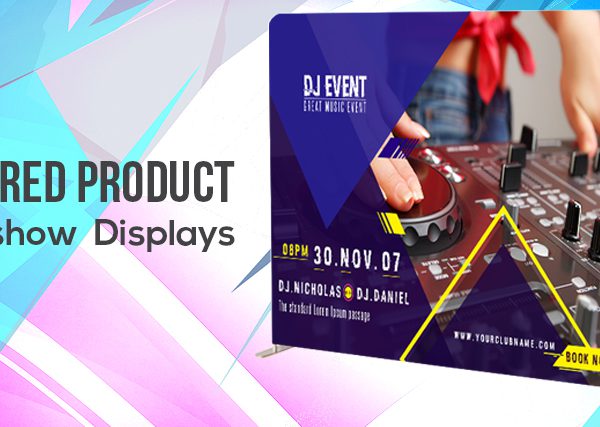 RED PRODUCT
show Displays
DJ EVENT
GREAT MUSIC EVENT
08PM 30.NOV.07
DJ.NICHOLAS DJ.DANIEL
The standard Lorem Ipsum passage
WWW.YOURCLUBNAME.COM
BOOK NO